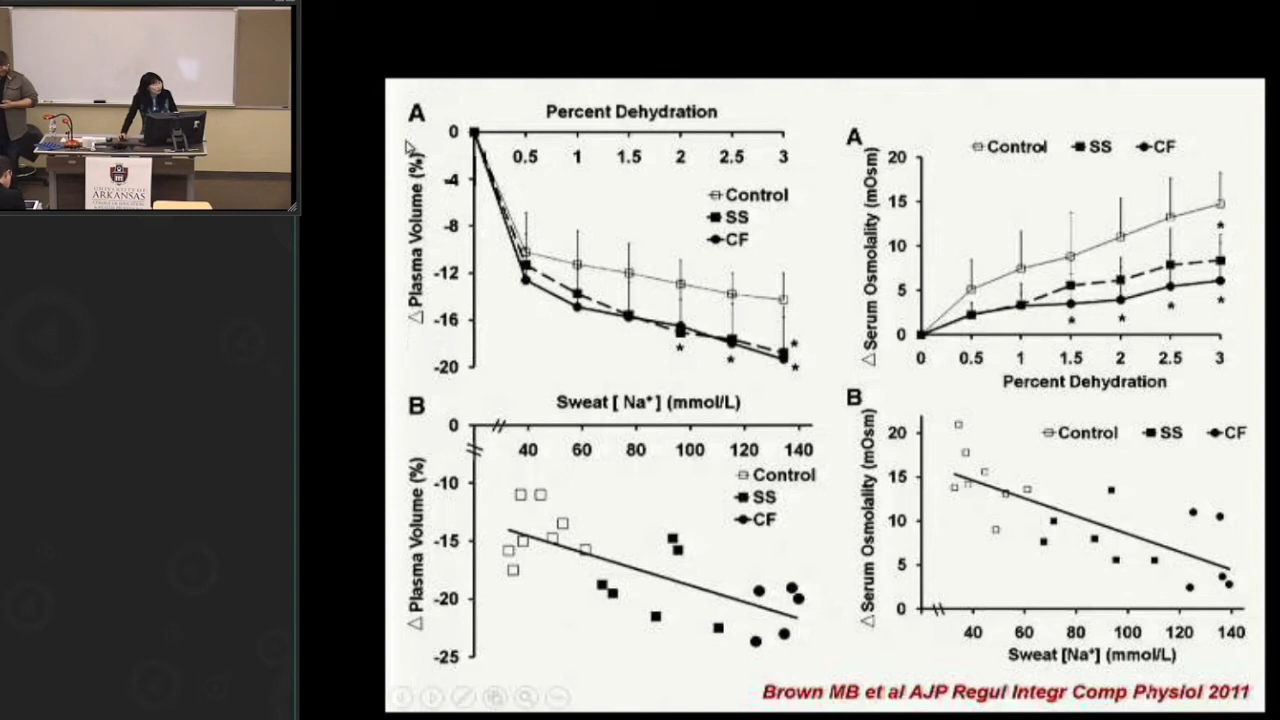 UNIVERSITY OF
ARKANSAS
A
Percent Dehydration
0
0.5 1 1.5 2 2.5 3
-4
-8
-12
-16
-20
△ Plasma Volume (%)
Control
SS
CF
* * * *
A
Control SS CF
20
15
10
5
0
△ Serum Osmolality (mOsm)
* * * * *
0 0.5 1 1.5 2 2.5 3
Percent Dehydration
B
Sweat [ Na⁺] (mmol/L)
0
40 60 80 100 120 140
-10
-15
-20
-25
△ Plasma Volume (%)
Control
SS
CF
B
Control SS CF
20
15
10
5
0
△ Serum Osmolality (mOsm)
40 60 80 100 120 140
Sweat [Na⁺] (mmol/L)
Brown MB et al AJP Regul Integr Comp Physiol 2011